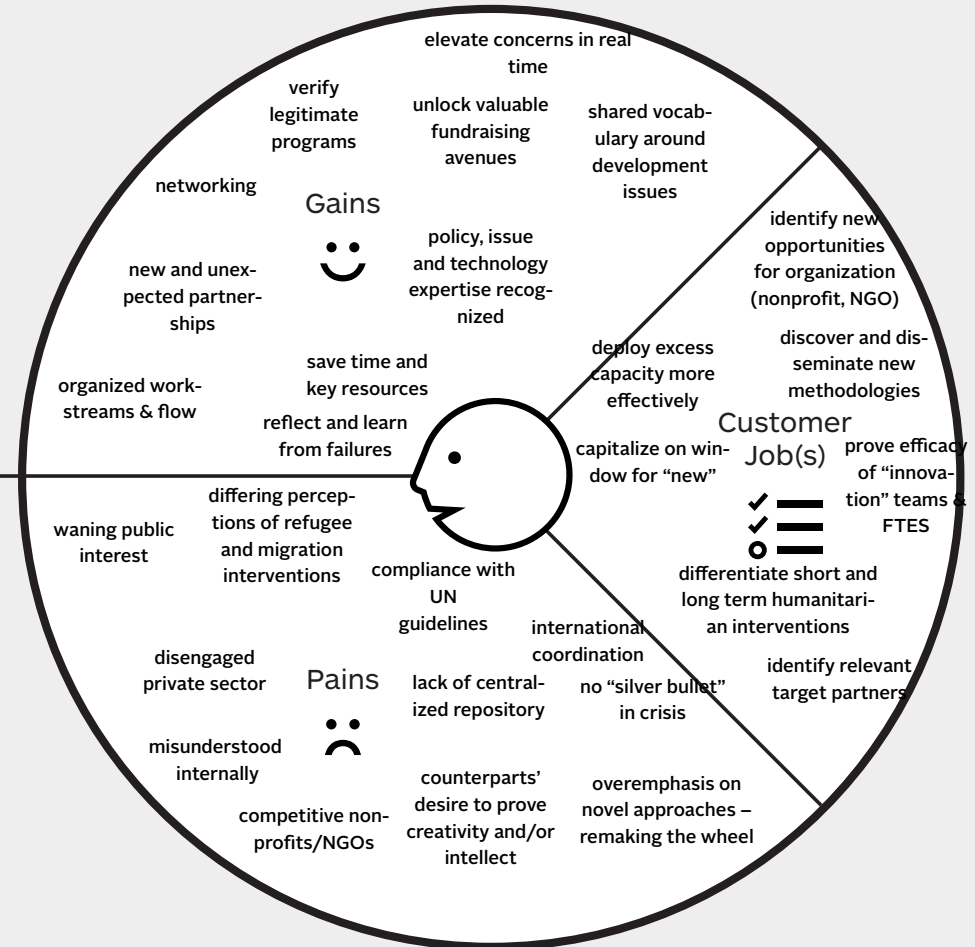 elevate concerns in real
time
verify
legitimate
programs
unlock valuable
fundraising
avenues
shared vocab-
ulary around
development
issues
networking
Gains
policy, issue
and technology
expertise recog-
nized
new and unex-
pected partner-
ships
save time and
key resources
organized work-
streams & flow
reflect and learn
from failures
identify new
opportunities
for organization
(nonprofit, NGO)
discover and dis-
seminate new
methodologies
deploy excess
capacity more
effectively
Customer
Job(s)
capitalize on win-
dow for “new”
prove efficacy
of “innova-
tion” teams &
FTES
differentiate short and
long term humanitari-
an interventions
identify relevant
target partners
differing percep-
tions of refugee
and migration
interventions
waning public
interest
compliance with
UN
guidelines
international
coordination
disengaged
private sector
Pains
lack of central-
ized repository
no “silver bullet”
in crisis
misunderstood
internally
counterparts’
desire to prove
creativity and/or
intellect
overemphasis on
novel approaches –
remaking the wheel
competitive non-
profits/NGOs